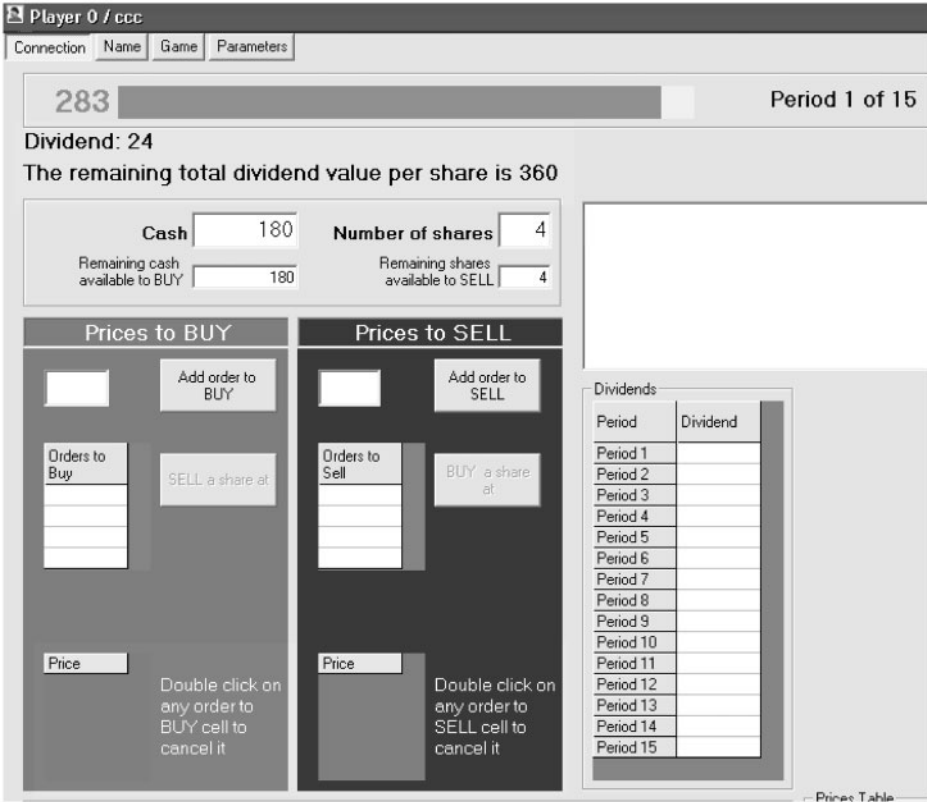 Player 0 / ccc
Connection Name Game Parameters
283 Period 1 of 15
Dividend: 24
The remaining total dividend value per share is 360
Cash 180 Number of shares 4
Remaining cash available to BUY 180 Remaining shares available to SELL 4
Prices to BUY
Add order to
BUY
Orders to
Buy
SELL a share at
Price
Double click on
any order to
BUY cell to
cancel it
Prices to SELL
Add order to
SELL
Orders to
Sell
BUY a share
at
Price
Double click on
any order to
SELL cell to
cancel it
Dividends
Period Dividend
Period 1
Period 2
Period 3
Period 4
Period 5
Period 6
Period 7
Period 8
Period 9
Period 10
Period 11
Period 12
Period 13
Period 14
Period 15
Prices Table